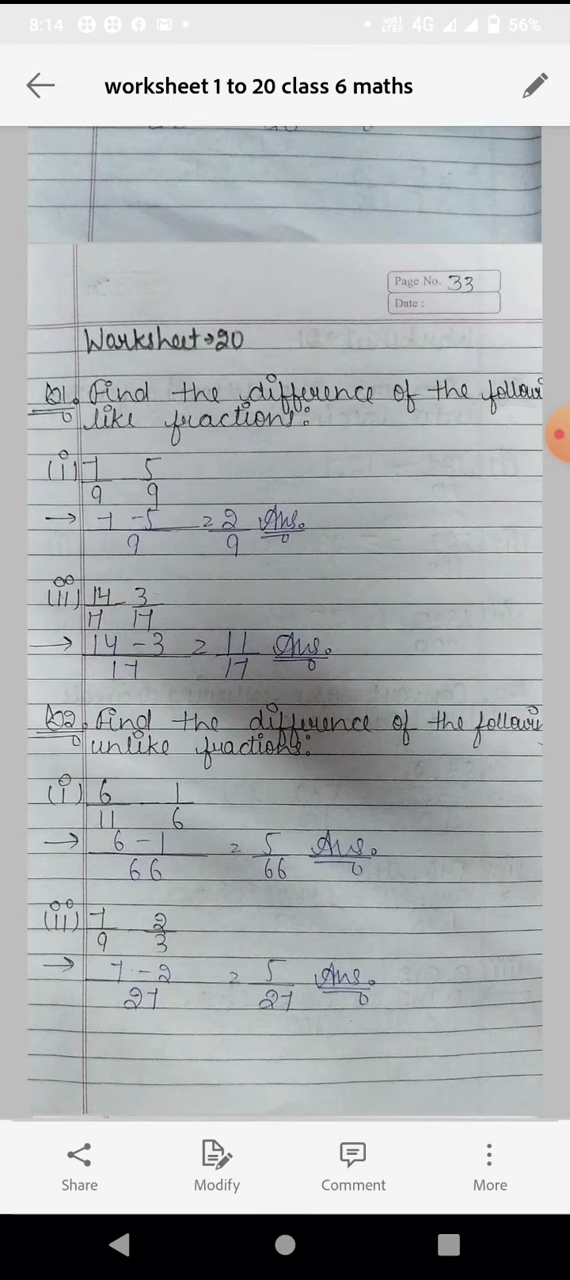 8:14
4G
56%
worksheet 1 to 20 class 6 maths
Page No. 33
Date :
Worksheet→20
Q1. Find the difference of the follow
like fractions:
(i) 7/9 5/9
→ 7-5/9 = 2/9 Ans.
(ii) 14/17 3/17
→ 14-3/17 = 11/17 Ans.
Q2. Find the difference of the followi
unlike fractions:
(i) 6/11 1/6
→ 6-1/66 = 5/66 Ans.
(ii) 7/9 2/3
→ 7-2/27 = 5/27 Ans.
Share Modify Comment More